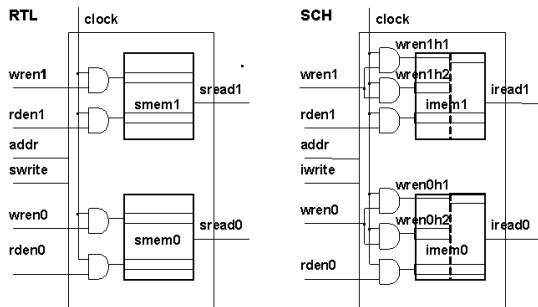 RTL
clock
wren1
rden1
addr
swrite
wren0
rden0
smem1
sread1
smem0
sread0
SCH
clock
wren1h1
wren1
wren1h2
imem1
iread1
rden1
addr
iwrite
wren0h1
wren0
wren0h2
iread0
imem0
rden0